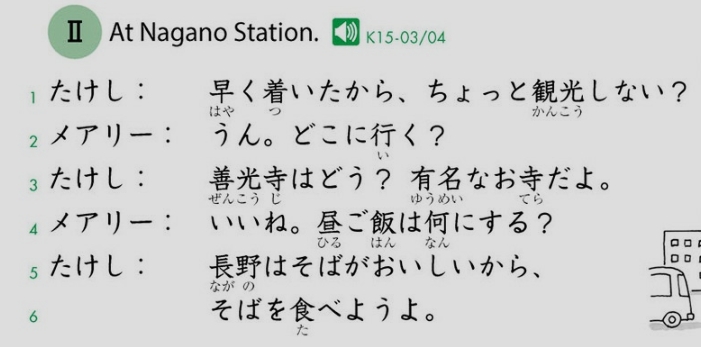 II At Nagano Station. K15-03/04
1 たけし： 早く着いたから、ちょっと観光しない？
はや つ かんこう
2 メアリー： うん。どこに行く？
い
3 たけし： 善光寺はどう？ 有名なお寺だよ。
ぜんこう じ ゆうめい てら
4 メアリー： いいね。昼ご飯は何にする？
ひる はん なん
5 たけし： 長野はそばがおいしいから、
なが の
6 そばを食べようよ。
た